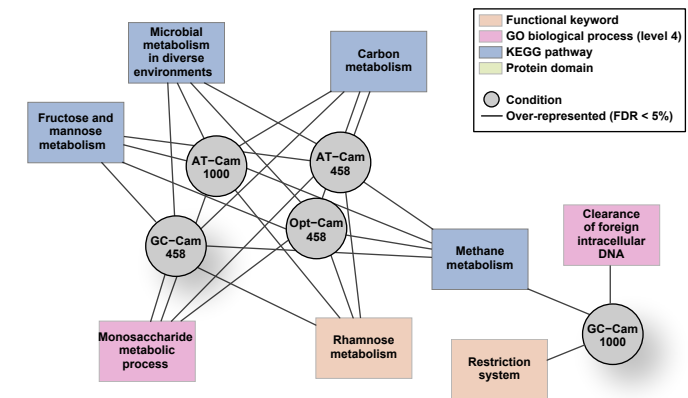 Microbial
metabolism
in diverse
environments
Carbon
metabolism
Functional keyword
GO biological process (level 4)
KEGG pathway
Protein domain
Condition
Over−represented (FDR < 5%)
Fructose and
mannose
metabolism
AT−Cam
1000
AT−Cam
458
Opt−Cam
458
GC−Cam
458
Methane
metabolism
Clearance
of foreign
intracellular
DNA
GC−Cam
1000
Monosaccharide
metabolic
process
Rhamnose
metabolism
Restriction
system